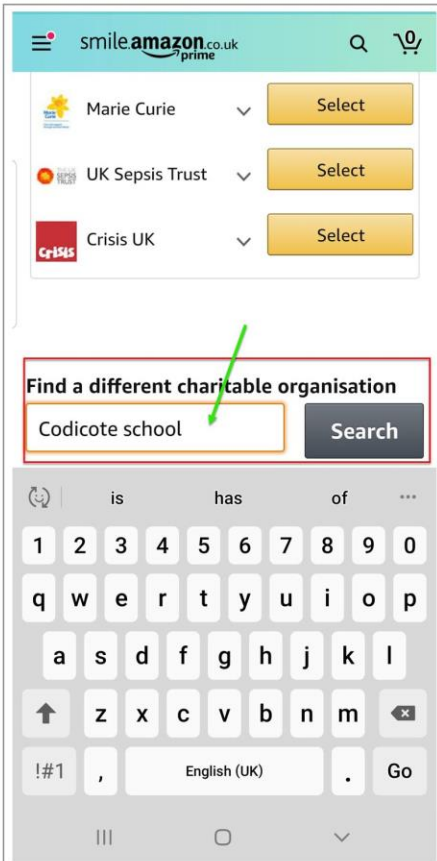 smile.amazon.co.uk
prime
0
Marie Curie
Select
UK Sepsis Trust
Select
CRISIS
Crisis UK
Select
Find a different charitable organisation
Codicote school
Search
is has of
1 2 3 4 5 6 7 8 9 0
q w e r t y u i o p
a s d f g h j k l
z x c v b n m
!#1 , English (UK) . Go